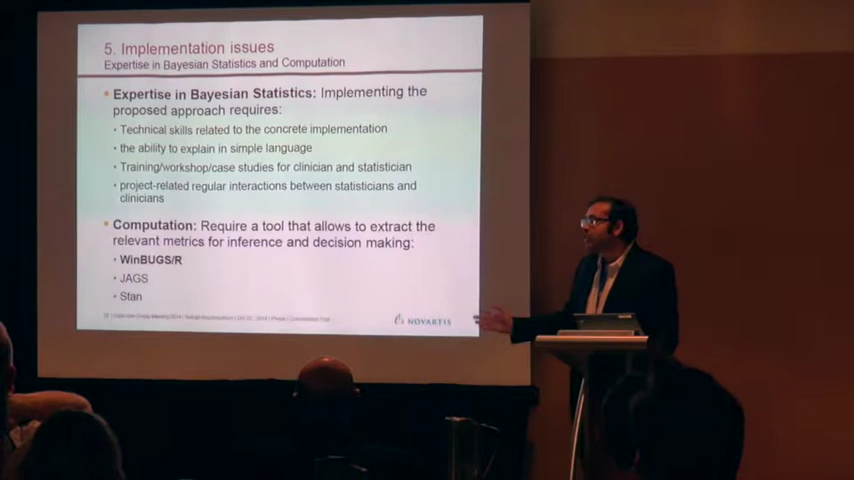 5. Implementation issues
Expertise in Bayesian Statistics and Computation
• Expertise in Bayesian Statistics: Implementing the
proposed approach requires:
• Technical skills related to the concrete implementation
• the ability to explain in simple language
• Training/workshop/case studies for clinician and statistician
• project-related regular interactions between statisticians and
clinicians
• Computation: Require a tool that allows to extract the
relevant metrics for inference and decision making:
• WinBUGS/R
• JAGS
• Stan
NOVARTIS